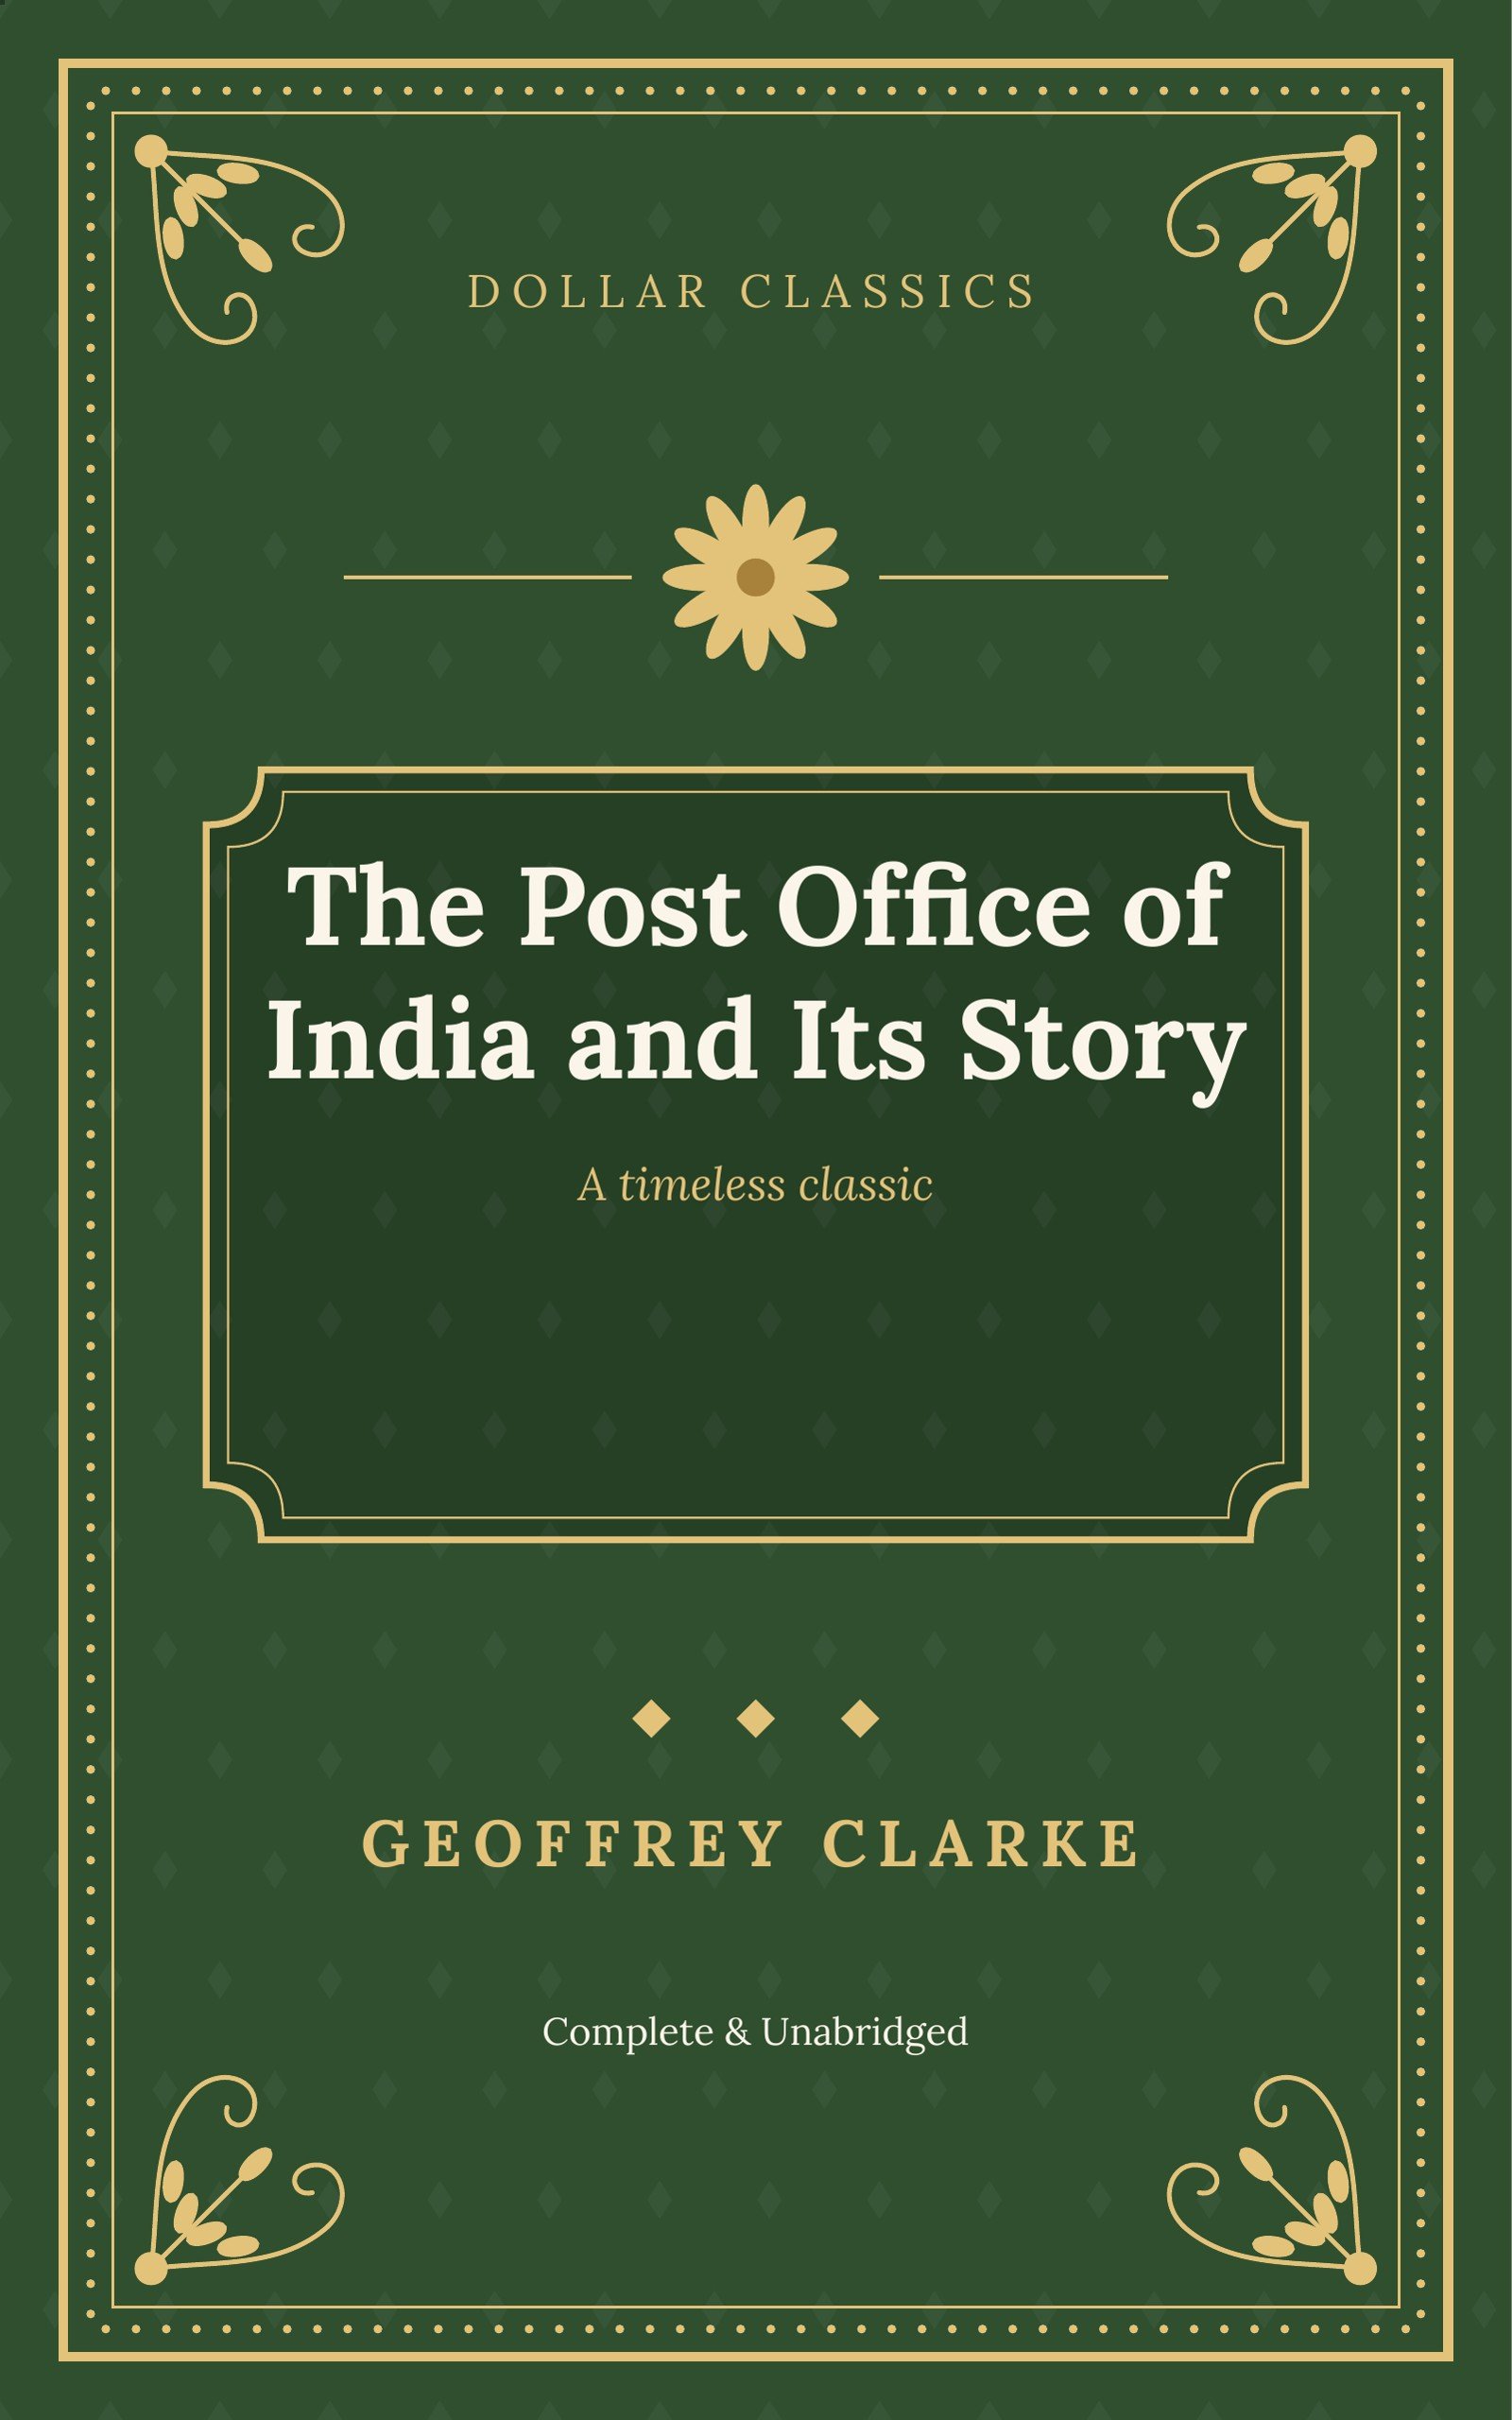 DOLLAR CLASSICS
The Post Office of
India and Its Story
A timeless classic
GEOFFREY CLARKE
Complete & Unabridged